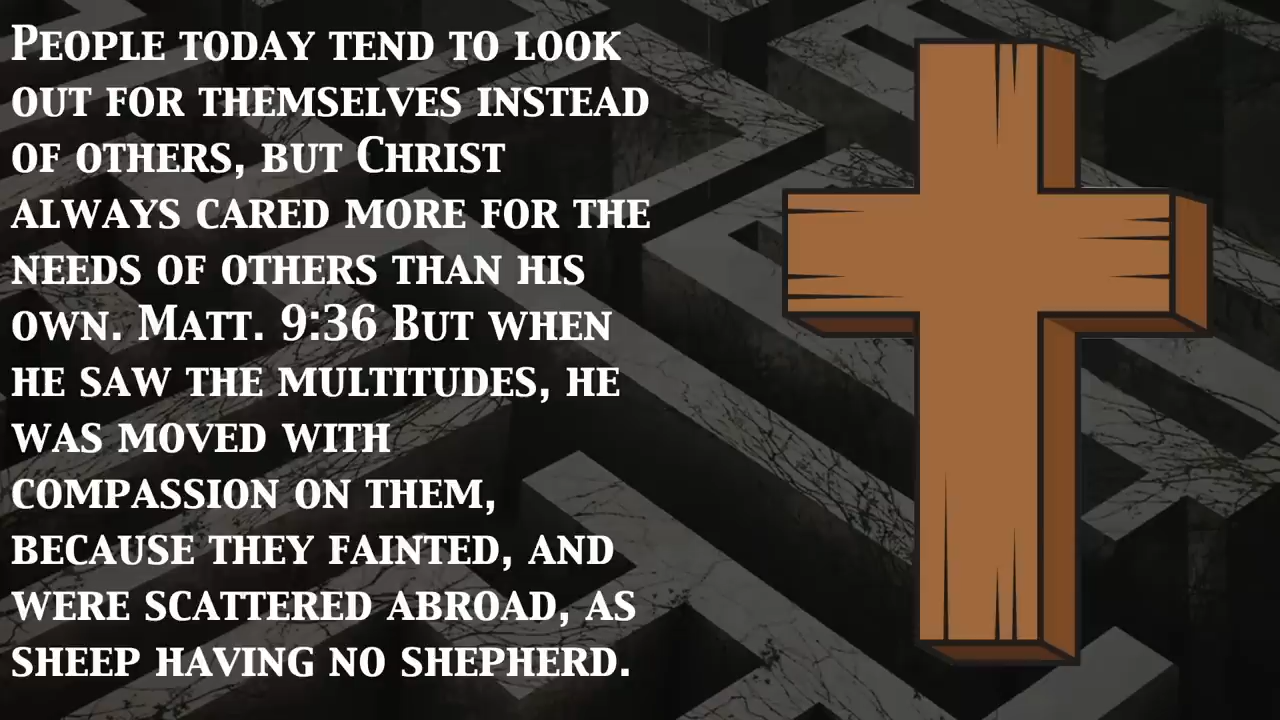 People today tend to look
out for themselves instead
of others, but Christ
always cared more for the
needs of others than his
own. Matt. 9:36 But when
he saw the multitudes, he
was moved with
compassion on them,
because they fainted, and
were scattered abroad, as
sheep having no shepherd.